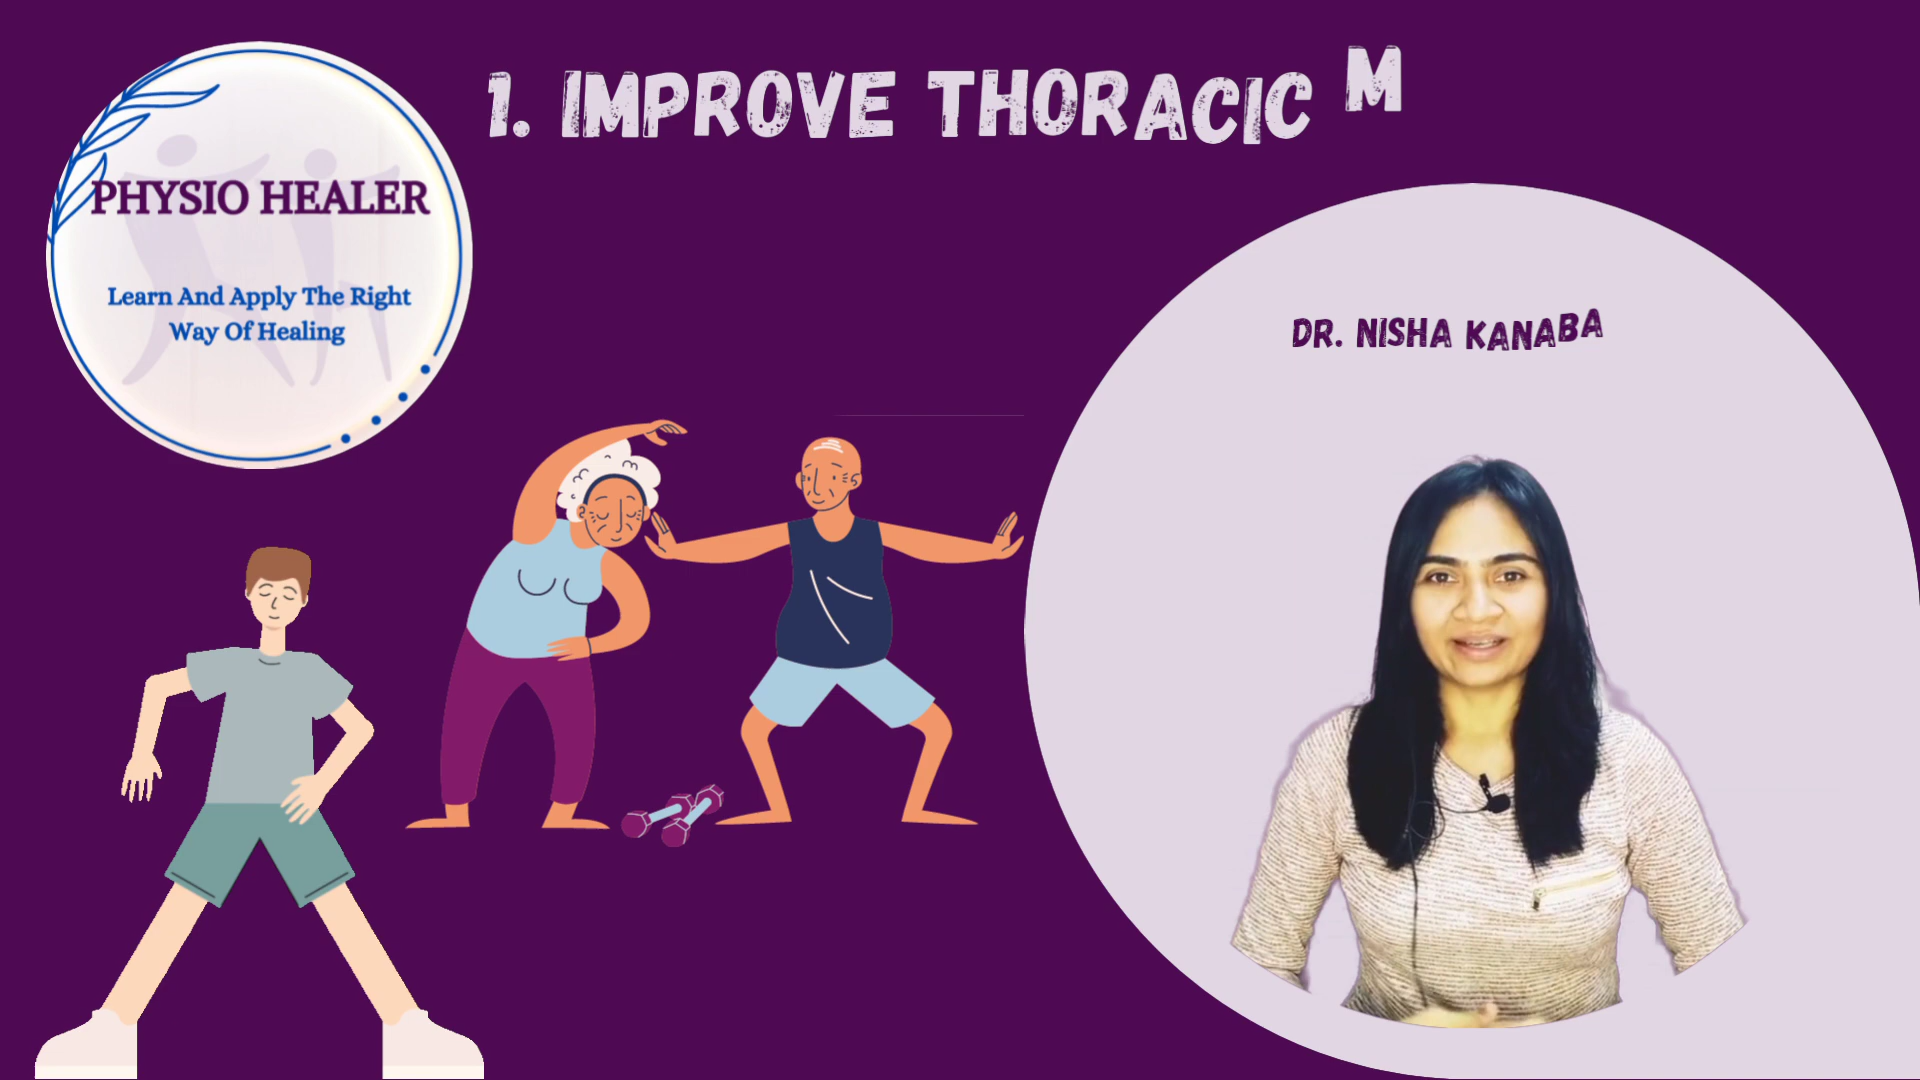 1. IMPROVE THORACIC M
PHYSIO HEALER
Learn And Apply The Right
Way Of Healing
DR. NISHA KANABA